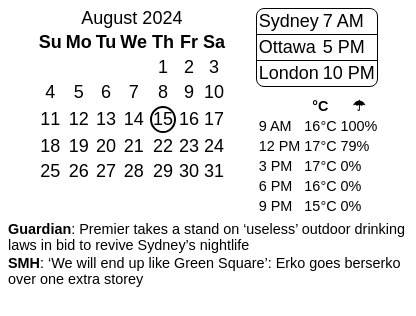 August 2024
Su Mo Tu We Th Fr Sa
1 2 3
4 5 6 7 8 9 10
11 12 13 14 15 16 17
18 19 20 21 22 23 24
25 26 27 28 29 30 31
Sydney 7 AM
Ottawa 5 PM
London 10 PM
°C ☂
9 AM 16°C 100%
12 PM 17°C 79%
3 PM 17°C 0%
6 PM 16°C 0%
9 PM 15°C 0%
Guardian: Premier takes a stand on ‘useless’ outdoor drinking
laws in bid to revive Sydney’s nightlife
SMH: ‘We will end up like Green Square’: Erko goes berserko
over one extra storey